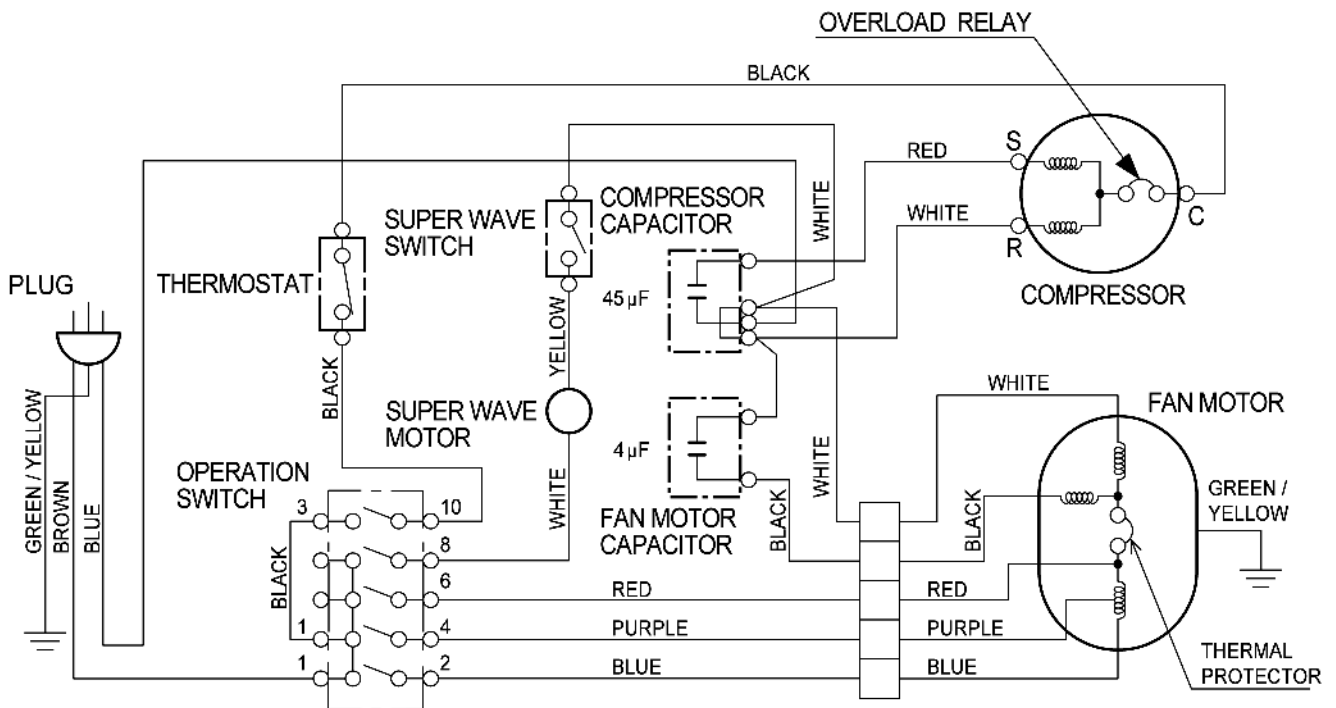 OVERLOAD RELAY
BLACK
S
RED
COMPRESSOR
CAPACITOR
SUPER WAVE
SWITCH
WHITE
WHITE
R
C
THERMOSTAT
PLUG
45 µF
COMPRESSOR
YELLOW
BLACK
WHITE
FAN MOTOR
SUPER WAVE
MOTOR
4 µF
GREEN / YELLOW
BROWN
BLUE
OPERATION
SWITCH
WHITE
WHITE
BLACK
FAN MOTOR
CAPACITOR
BLACK
GREEN /
YELLOW
3
10
8
BLACK
6
RED
RED
1
4
PURPLE
PURPLE
1
2
BLUE
BLUE
THERMAL
PROTECTOR